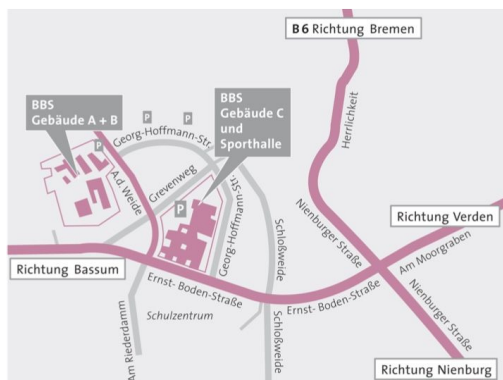 B6 Richtung Bremen
BBS
Gebäude A + B
BBS
Gebäude C
und
Sporthalle
P
P
P
P
Georg-Hoffmann-Str.
Herrlichkeit
A.d. Weide
Grevenweg
Georg-Hoffmann-Str.
Schloßweide
Nienburger Straße
Richtung Verden
Am Moorgraben
Richtung Bassum
Ernst- Boden-Straße
Ernst- Boden-Straße
Nienburger Straße
Schulzentrum
Am Riederdamm
Schloßweide
Richtung Nienburg